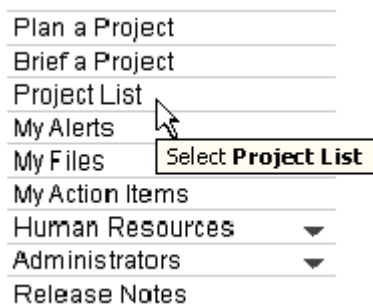 Plan a Project
Brief a Project
Project List
My Alerts
Select Project List
My Files
My Action Items
Human Resources
Administrators
Release Notes